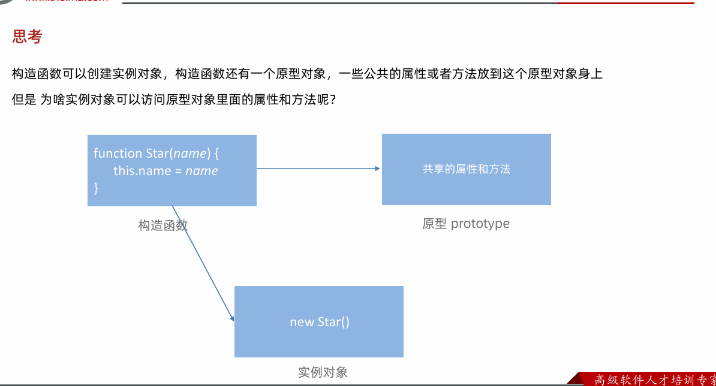 思考
构造函数可以创建实例对象，构造函数还有一个原型对象，一些公共的属性或者方法放到这个原型对象身上
但是 为啥实例对象可以访问原型对象里面的属性和方法呢？
function Star(name) {
this.name = name
}
共享的属性和方法
构造函数
原型 prototype
new Star()
实例对象
高级软件人才培训专家